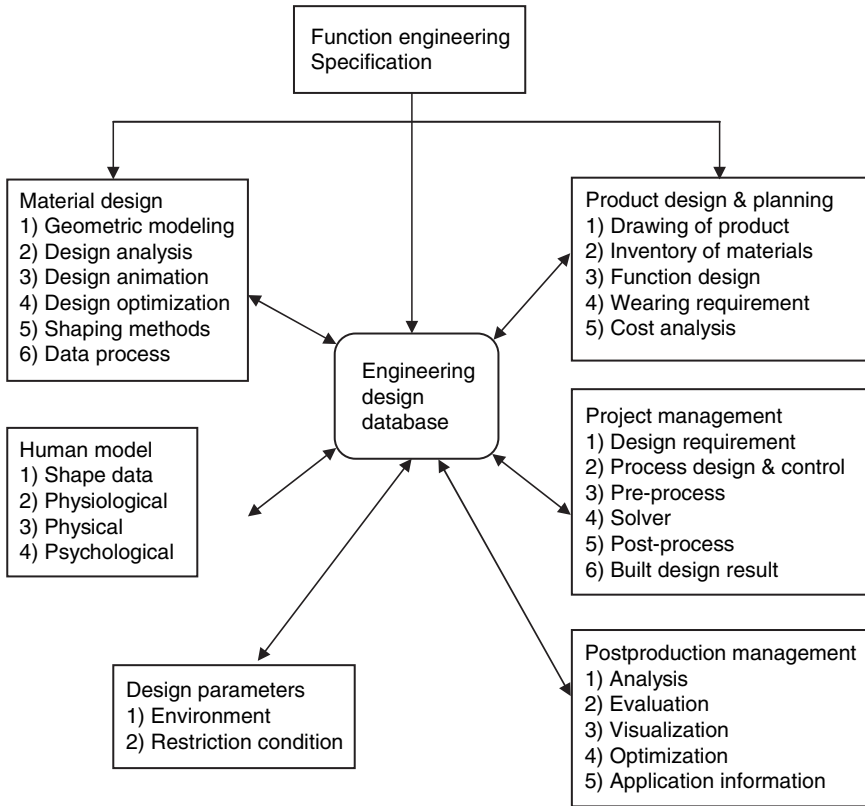 Function engineering
Specification
Material design
1) Geometric modeling
2) Design analysis
3) Design animation
4) Design optimization
5) Shaping methods
6) Data process
Product design & planning
1) Drawing of product
2) Inventory of materials
3) Function design
4) Wearing requirement
5) Cost analysis
Engineering
design
database
Human model
1) Shape data
2) Physiological
3) Physical
4) Psychological
Project management
1) Design requirement
2) Process design & control
3) Pre-process
4) Solver
5) Post-process
6) Built design result
Design parameters
1) Environment
2) Restriction condition
Postproduction management
1) Analysis
2) Evaluation
3) Visualization
4) Optimization
5) Application information